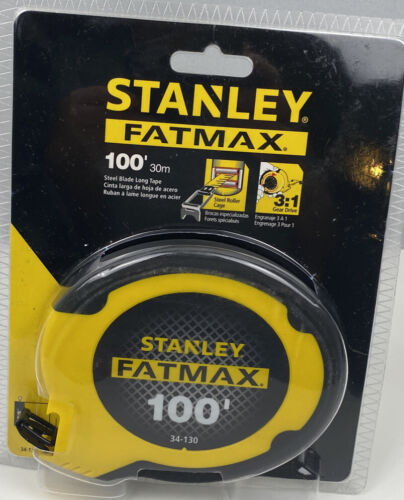 STANLEY®
FATMAX®
100' 30m
Steel Blade Long Tape
Cinta larga de hoja de acero
Ruban à lame longue en acier
Steel Roller
Cage
Brocas especializadas
Forets spécialisés
3:1
Gear Drive
Engranaje 3 A 1
Engrenage 3 Pour 1
STANLEY
FATMAX®
100'
34-130